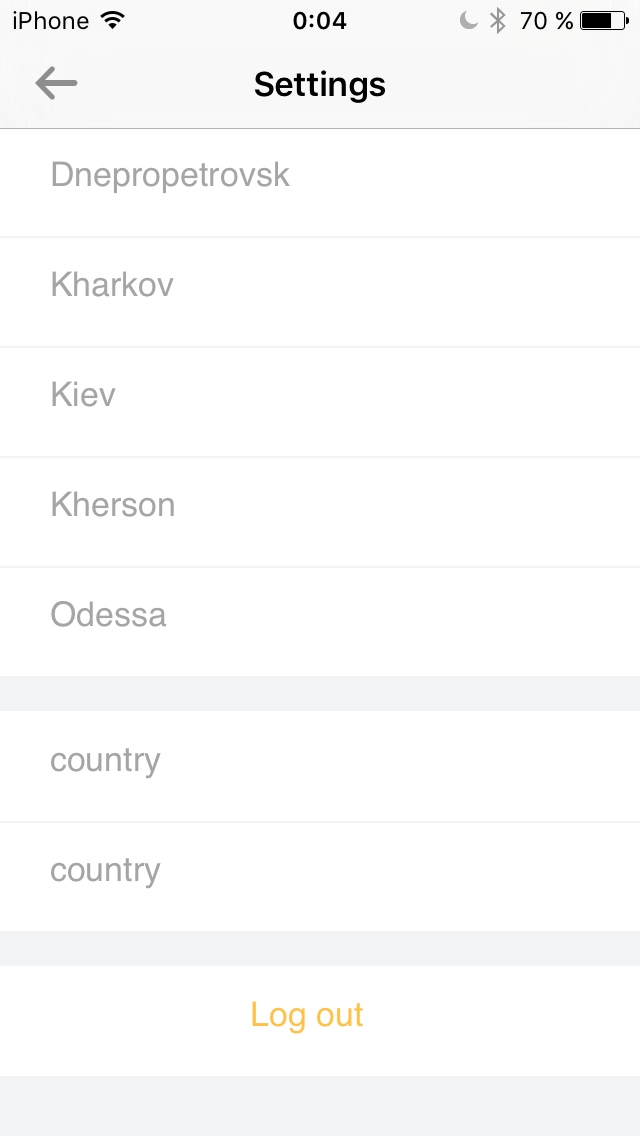 iPhone 0:04 70 %
Settings
Dnepropetrovsk
Kharkov
Kiev
Kherson
Odessa
country
country
Log out